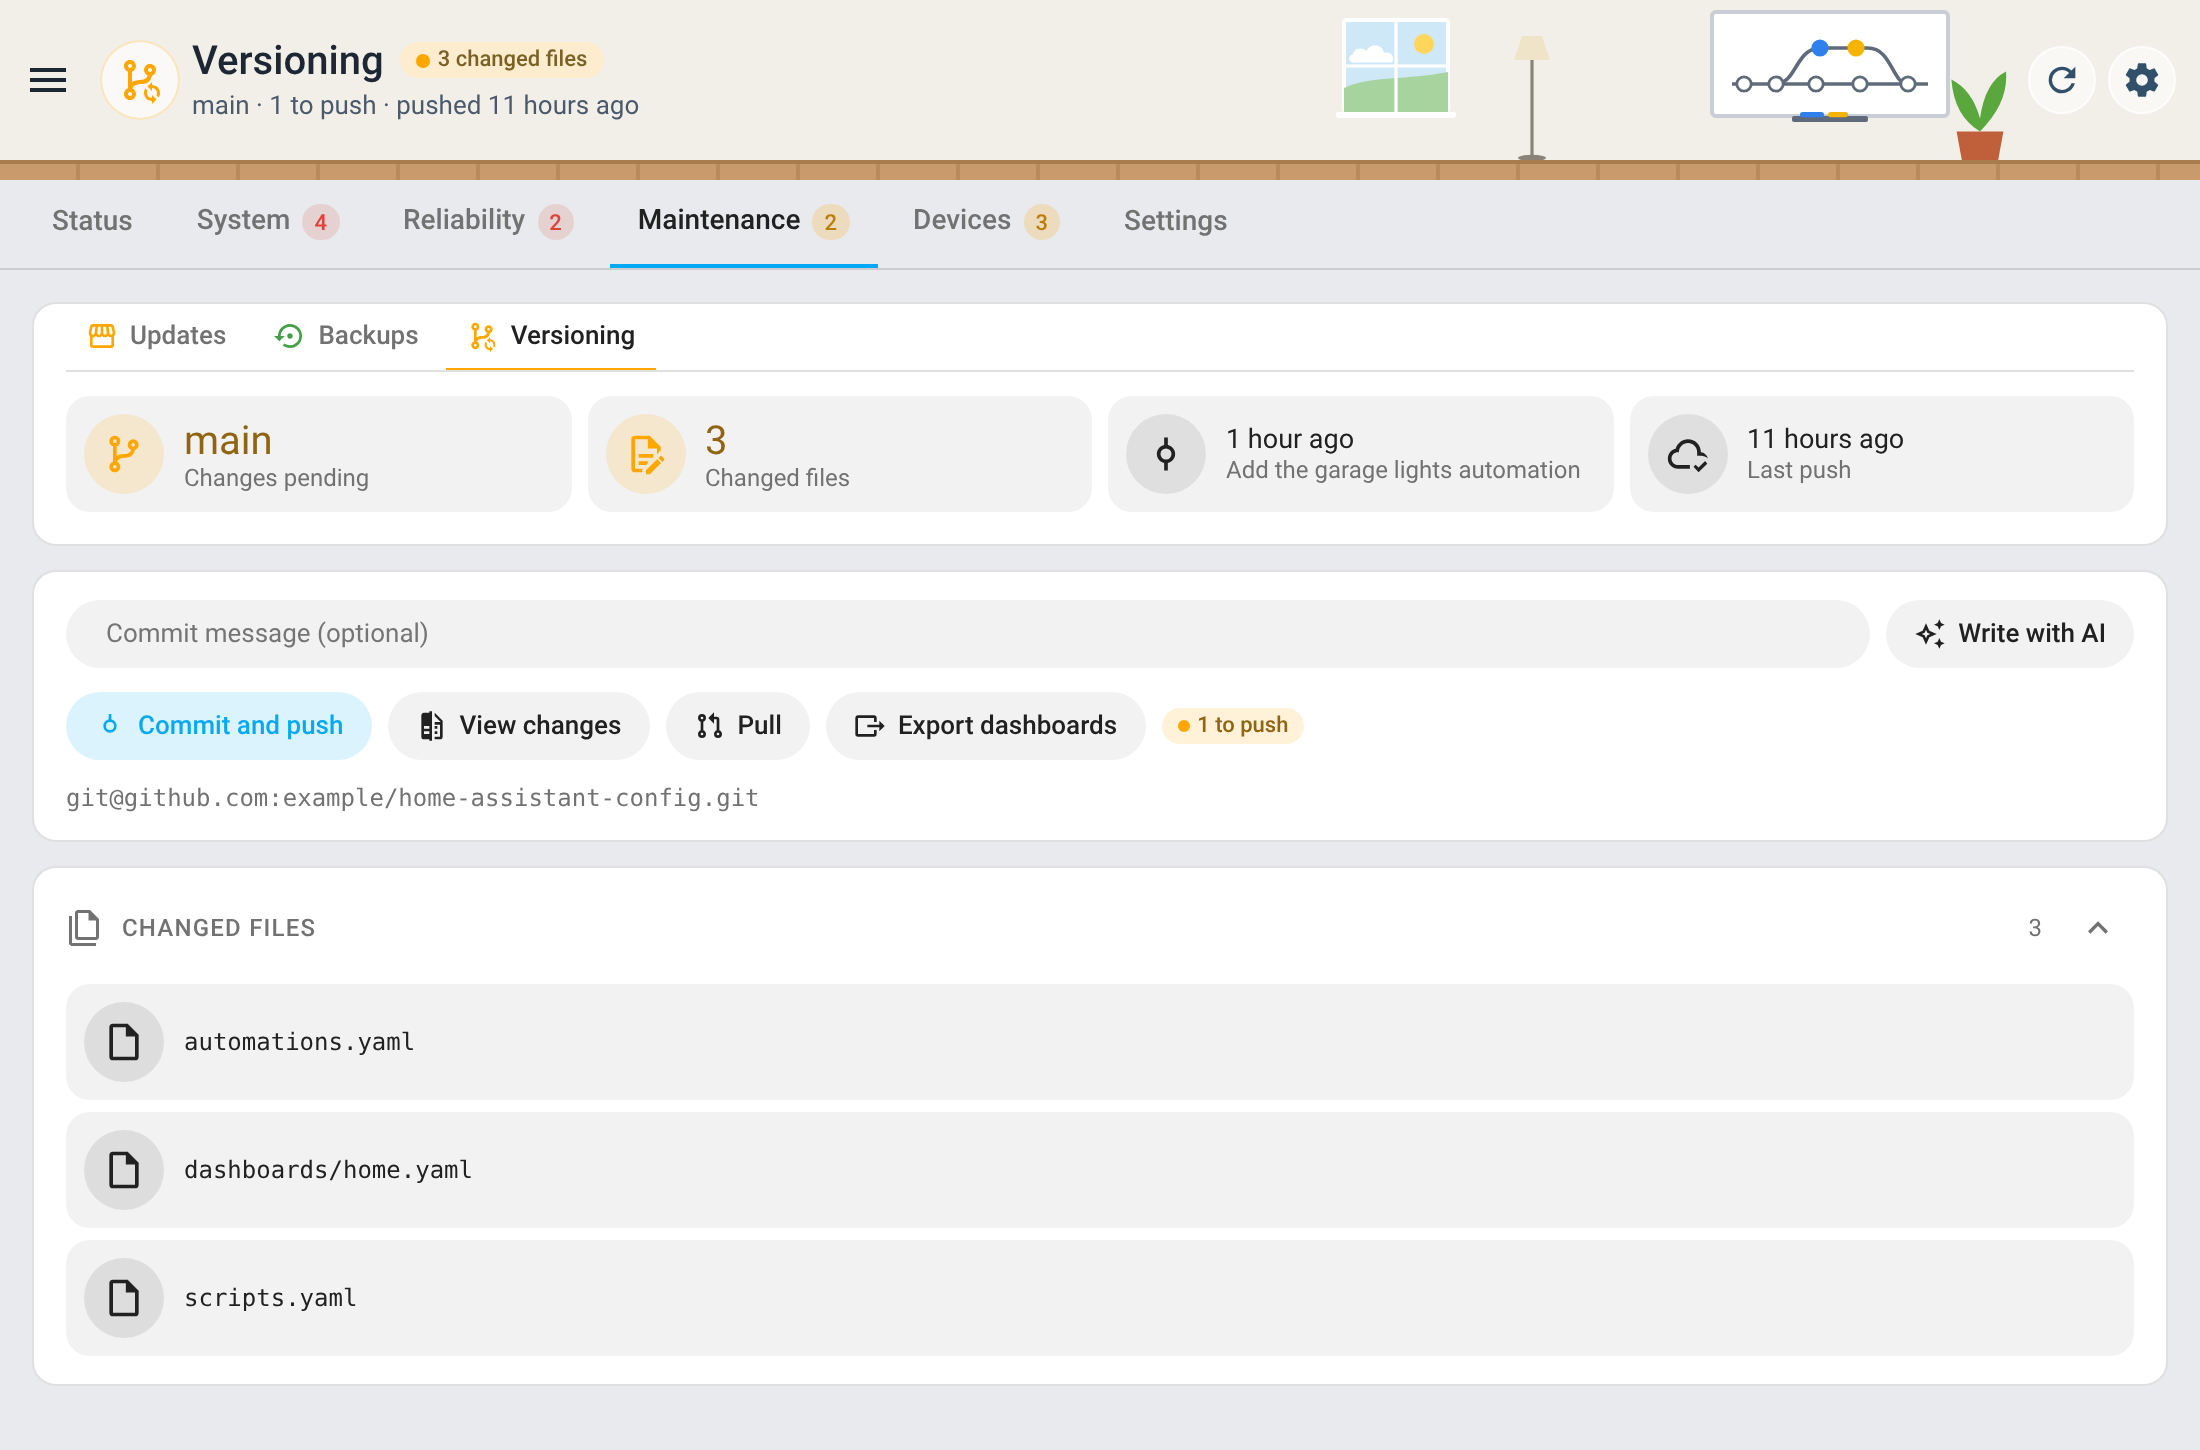 Versioning
3 changed files
main · 1 to push · pushed 11 hours ago
Status
System 4
Reliability 2
Maintenance 2
Devices 3
Settings
Updates
Backups
Versioning
main
Changes pending
3
Changed files
1 hour ago
Add the garage lights automation
11 hours ago
Last push
Commit message (optional)
Write with AI
Commit and push
View changes
Pull
Export dashboards
1 to push
git@github.com:example/home-assistant-config.git
CHANGED FILES
3
automations.yaml
dashboards/home.yaml
scripts.yaml